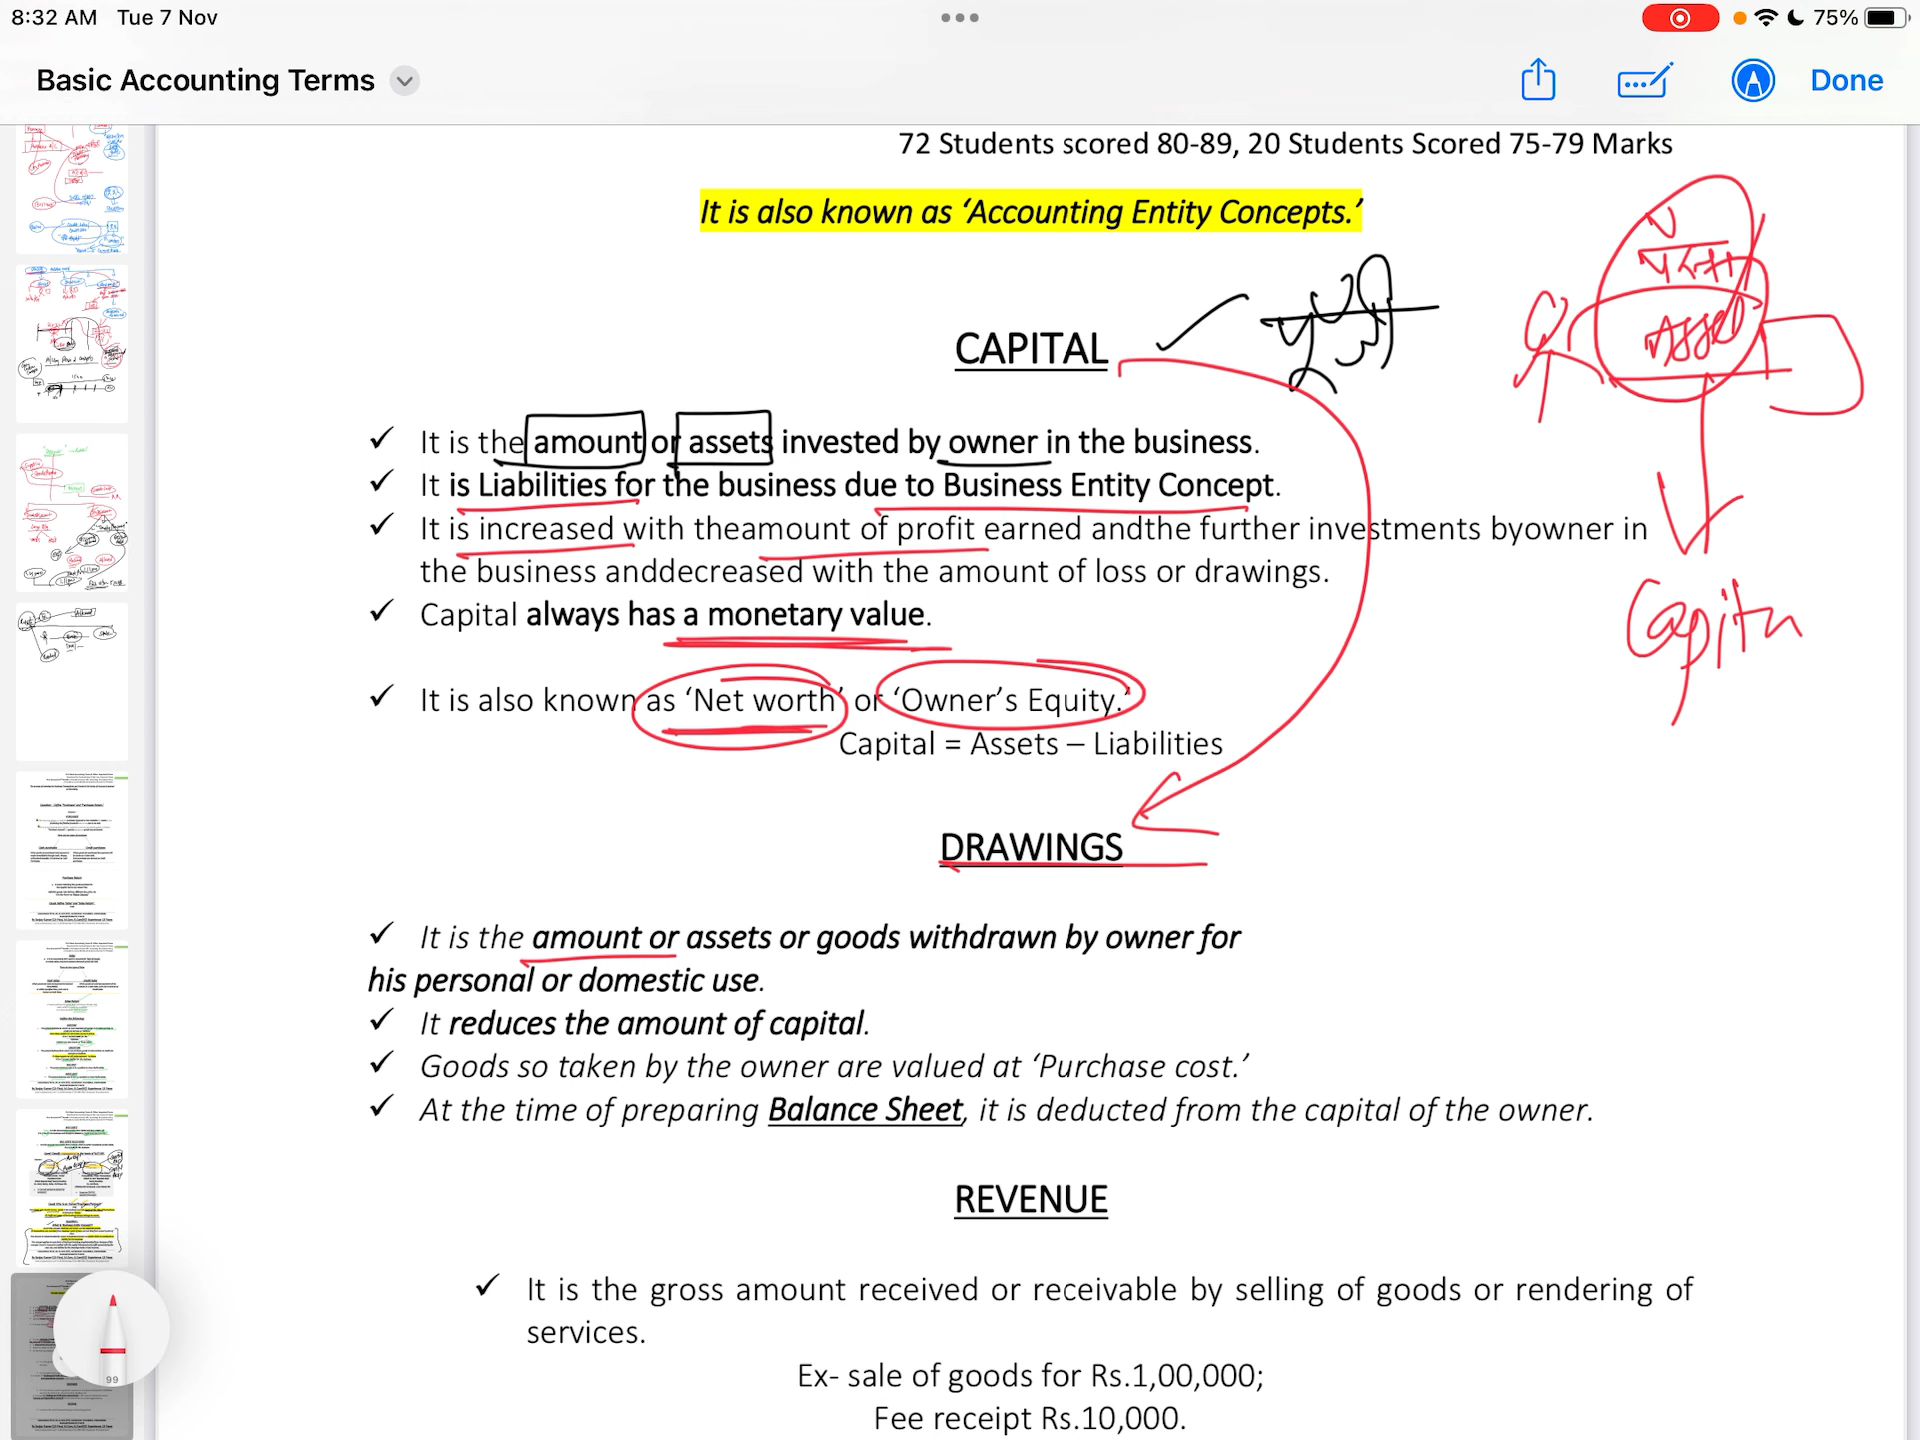 8:32 AM Tue 7 Nov
75%
Basic Accounting Terms
Done
72 Students scored 80-89, 20 Students Scored 75-79 Marks
It is also known as ‘Accounting Entity Concepts.’
CAPITAL
Asset
✓ It is the amount or assets invested by owner in the business.
✓ It is Liabilities for the business due to Business Entity Concept.
✓ It is increased with theamount of profit earned andthe further investments byowner in
the business anddecreased with the amount of loss or drawings.
✓ Capital always has a monetary value.
Capita
✓ It is also known as ‘Net worth’ or ‘Owner’s Equity.’
Capital = Assets – Liabilities
DRAWINGS
✓ It is the amount or assets or goods withdrawn by owner for
his personal or domestic use.
✓ It reduces the amount of capital.
✓ Goods so taken by the owner are valued at ‘Purchase cost.’
✓ At the time of preparing Balance Sheet, it is deducted from the capital of the owner.
REVENUE
✓ It is the gross amount received or receivable by selling of goods or rendering of
services.
Ex- sale of goods for Rs.1,00,000;
Fee receipt Rs.10,000.
99